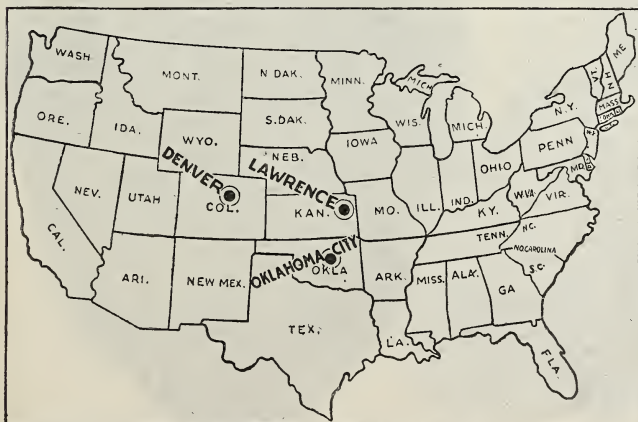 WASH.
MONT.
N DAK.
MINN.
MICH
ME
VT.
N H
ORE.
IDA.
WYO.
S.DAK.
WIS.
MICH.
N.Y.
MASS
DENVER
LAWRENCE
NEB.
IOWA
PENN
NEV.
UTAH
COL.
KAN.
MO.
ILL.
IND.
OHIO
MD.
W.VA.
VIR.
KY.
CAL.
OKLAHOMA CITY
TENN.
N.C.
NO CAROLINA
S.C.
ARI.
NEW MEX.
OKLA
ARK.
MISS.
ALA.
GA
TEX.
LA.
FLA.